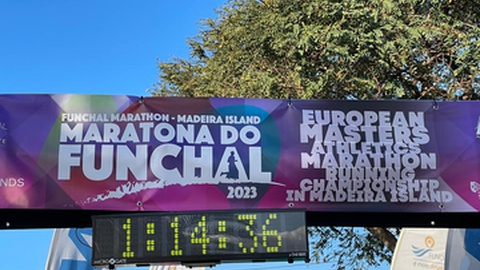 FUNCHAL MARATHON - MADEIRA ISLAND
MARATONA DO
FUNCHAL
2023
EUROPEAN
MASTERS
ATHLETICS
MARATHON
RUNNING
CHAMPIONSHIP
IN MADEIRA ISLAND
NDS
1:14:36